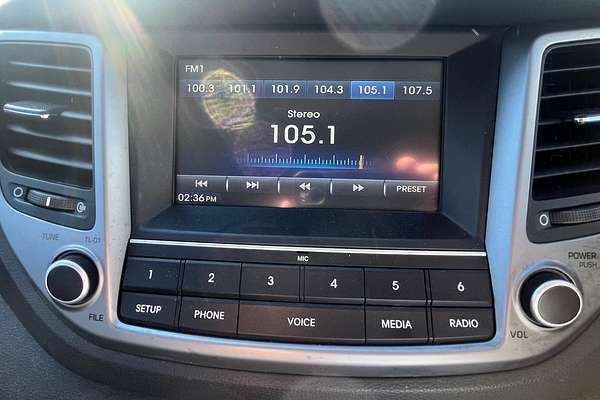 FM1
100.3 101.1 101.9 104.3 105.1 107.5
Stereo
105.1
PRESET
02:36 PM
MIC
TUNE
FILE
1 2 3 4 5 6
SETUP PHONE VOICE MEDIA RADIO
POWER
PUSH
VOL